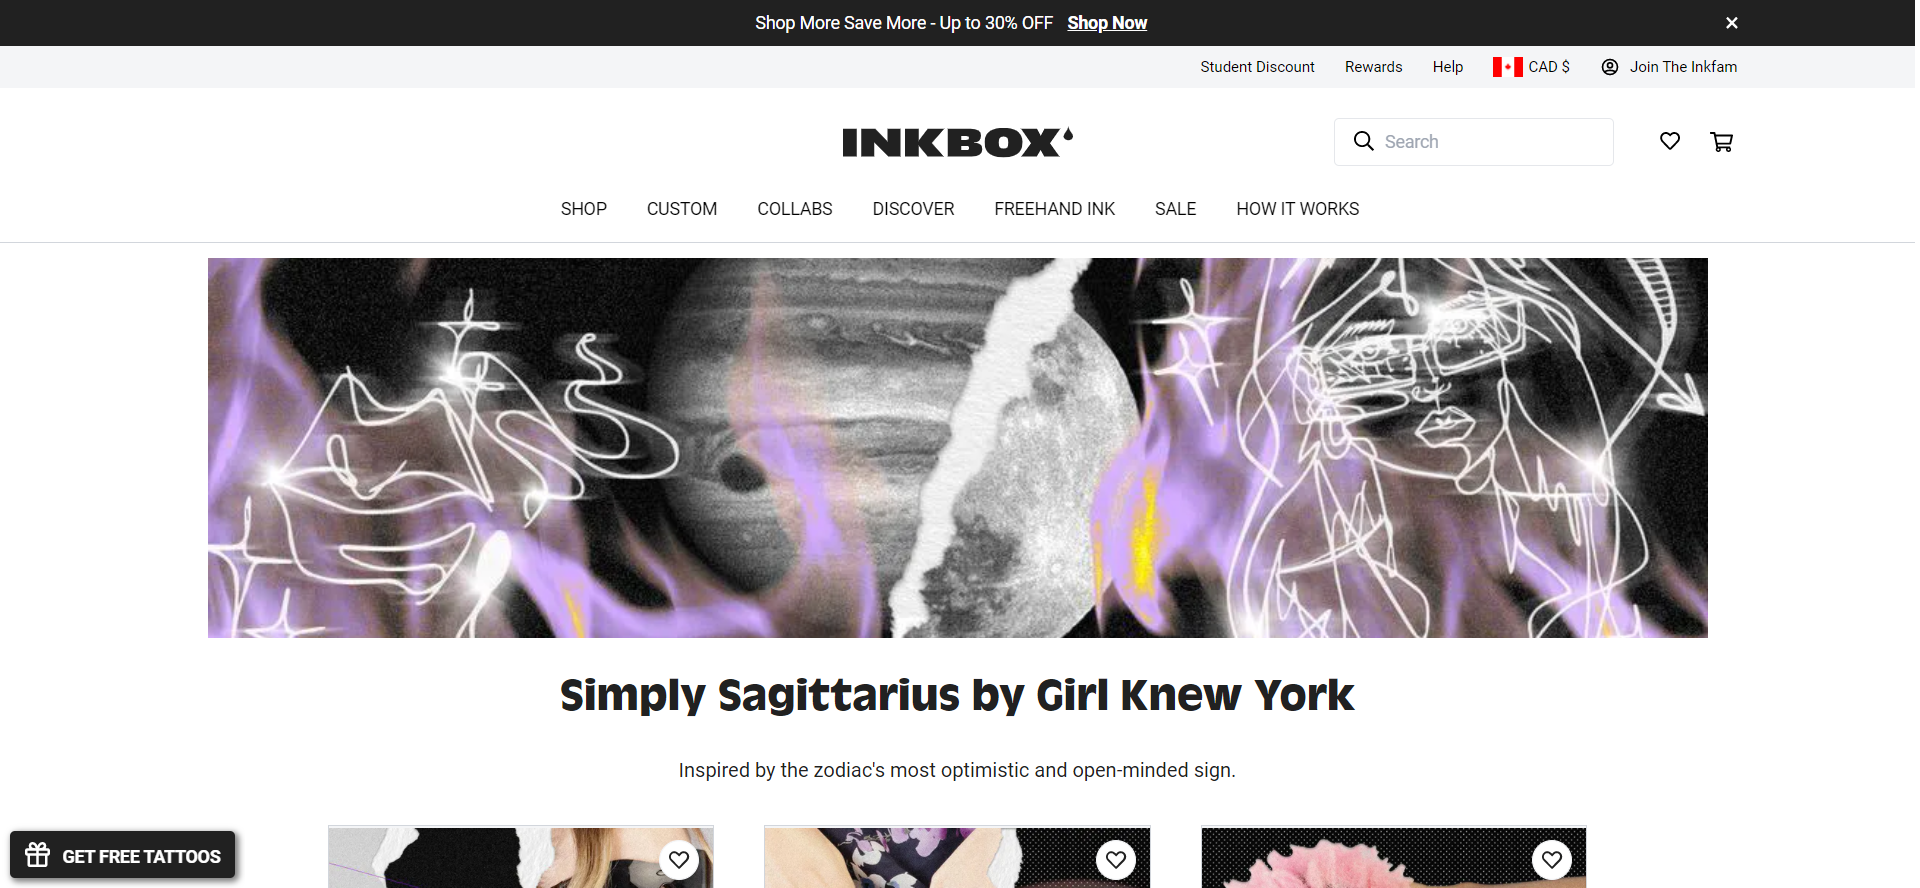 Shop More Save More - Up to 30% OFF Shop Now
Student Discount Rewards Help CAD $ Join The Inkfam
INKBOX
Search
SHOP CUSTOM COLLABS DISCOVER FREEHAND INK SALE HOW IT WORKS
Simply Sagittarius by Girl Knew York
Inspired by the zodiac's most optimistic and open-minded sign.
GET FREE TATTOOS